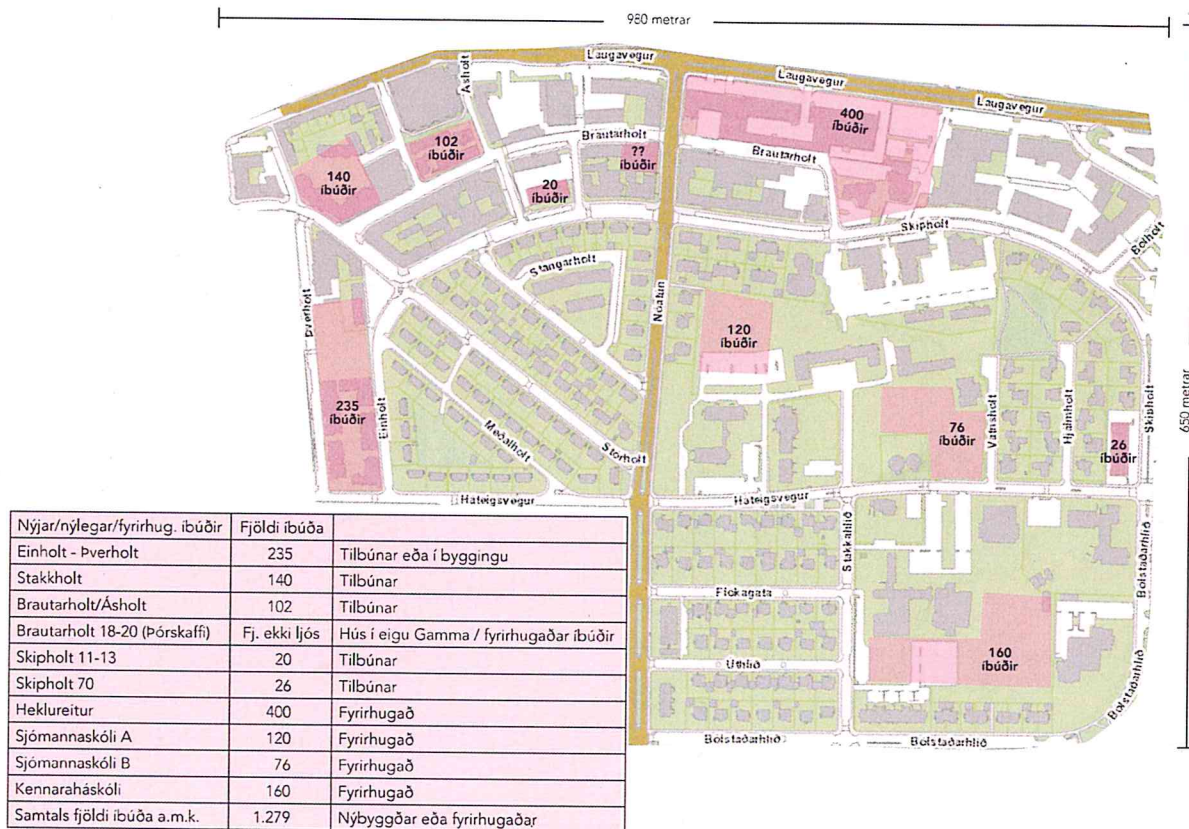 980 metrar
Laugavegur
Laugavegur
Laugavegur
Ásholt
400
íbúðir
102
íbúðir
Brautarholt
??
íbúðir
Brautarholt
140
íbúðir
20
íbúðir
Skipholt
Bolholt
Stangarholt
Nóatún
Þverholt
120
íbúðir
650 metrar
235
íbúðir
Einholt
Meðalholt
Stórholt
76
íbúðir
Vatnsholt
Hjálmholt
26
íbúðir
Skipholt
Háteigsvegur
Háteigsvegur
Stakkahlíð
Bólstaðarhlíð
Flókagata
Úthlíð
160
íbúðir
Bólstaðarhlíð
Bólstaðarhlíð
Bólstaðarhlíð
Nýjar/nýlegar/fyrirhug. íbúðir Fjöldi íbúða
Einholt - Þverholt 235 Tilbúnar eða í byggingu
Stakkholt 140 Tilbúnar
Brautarholt/Ásholt 102 Tilbúnar
Brautarholt 18-20 (Þórskaffi) Fj. ekki ljós Hús í eigu Gamma / fyrirhugaðar íbúðir
Skipholt 11-13 20 Tilbúnar
Skipholt 70 26 Tilbúnar
Heklureitur 400 Fyrirhugað
Sjómannaskóli A 120 Fyrirhugað
Sjómannaskóli B 76 Fyrirhugað
Kennaraháskóli 160 Fyrirhugað
Samtals fjöldi íbúða a.m.k. 1.279 Nýbyggðar eða fyrirhugaðar